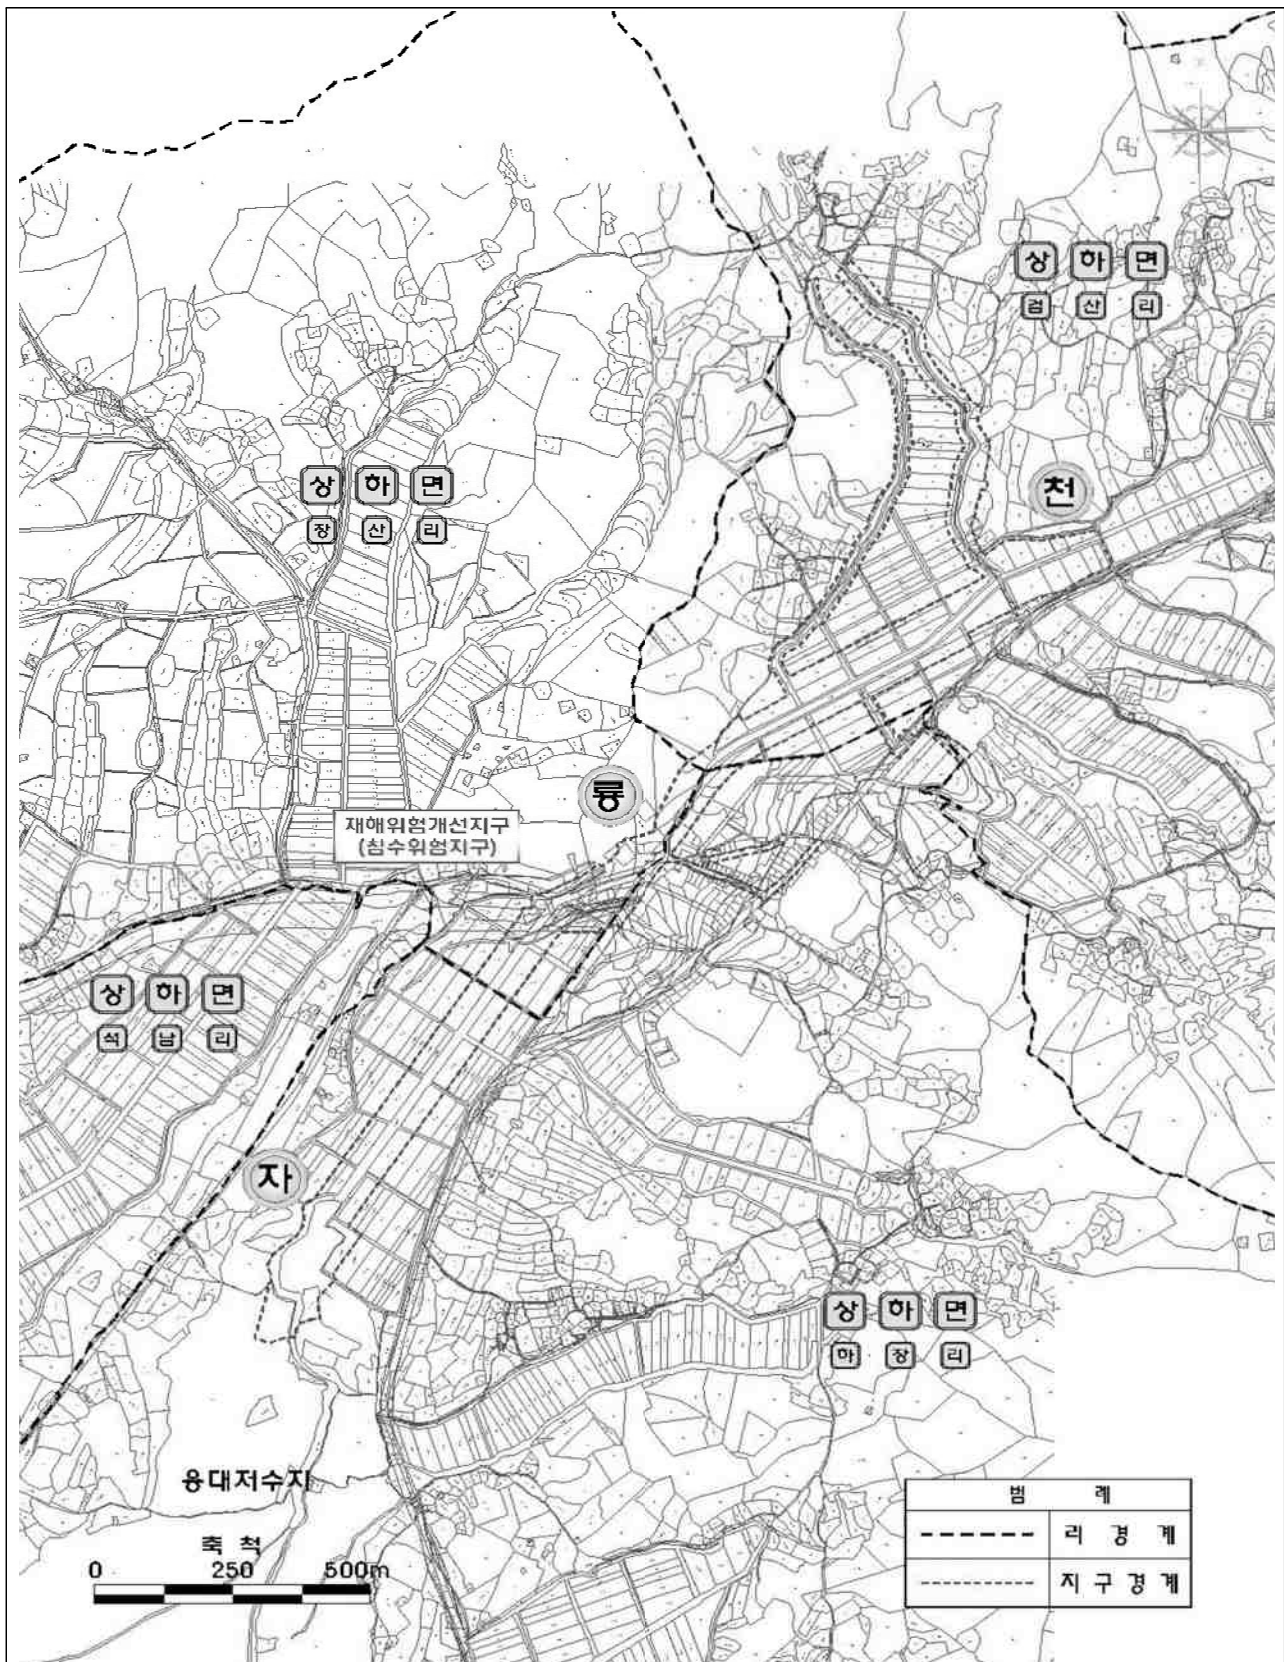 상 하 면
검 산 리
천
상 하 면
장 산 리
룡
재해위험개선지구
(침수위험지구)
상 하 면
석 남 리
자
상 하 면
하 장 리
용대저수지
축 척
0 250 500m
범 례
리 경 계
지 구 경 계